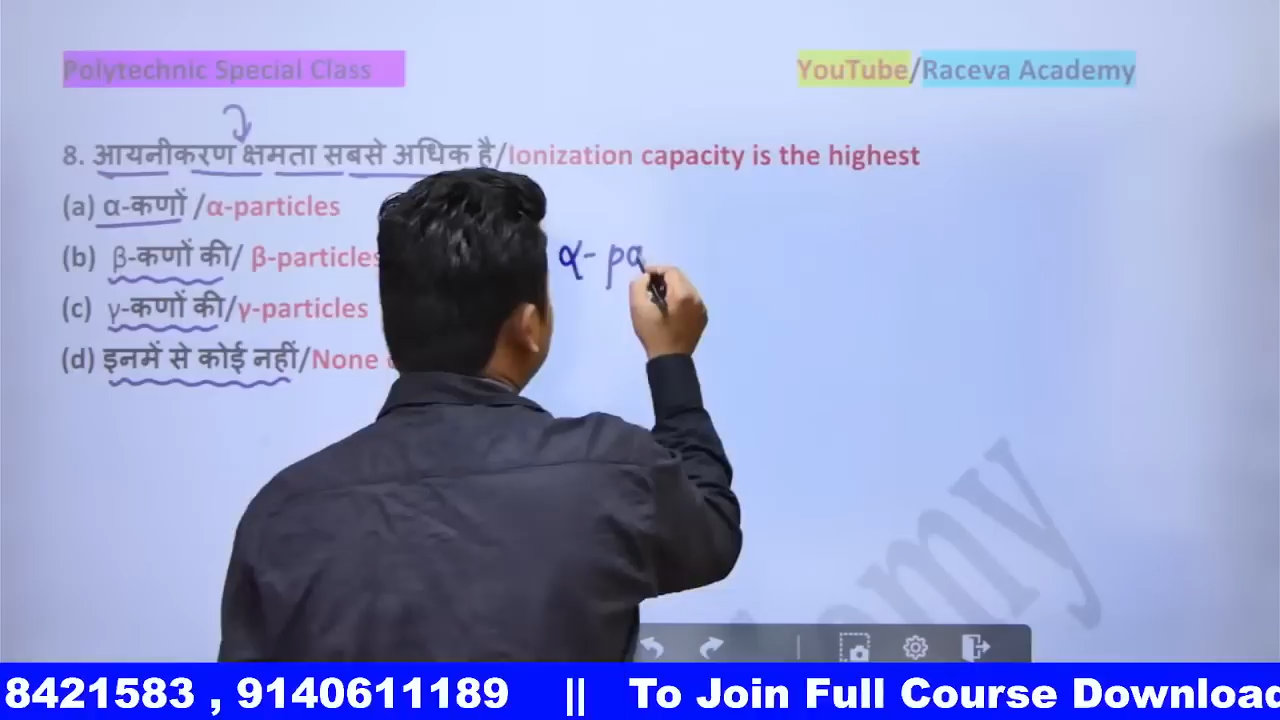 Polytechnic Special Class
YouTube/Raceva Academy
8. आयनीकरण क्षमता सबसे अधिक है/Ionization capacity is the highest
(a) α-कणों /α-particles
(b) β-कणों की/ β-particles
α- pa
(c) γ-कणों की/γ-particles
(d) इनमें से कोई नहीं/None
8421583 , 9140611189 || To Join Full Course Download